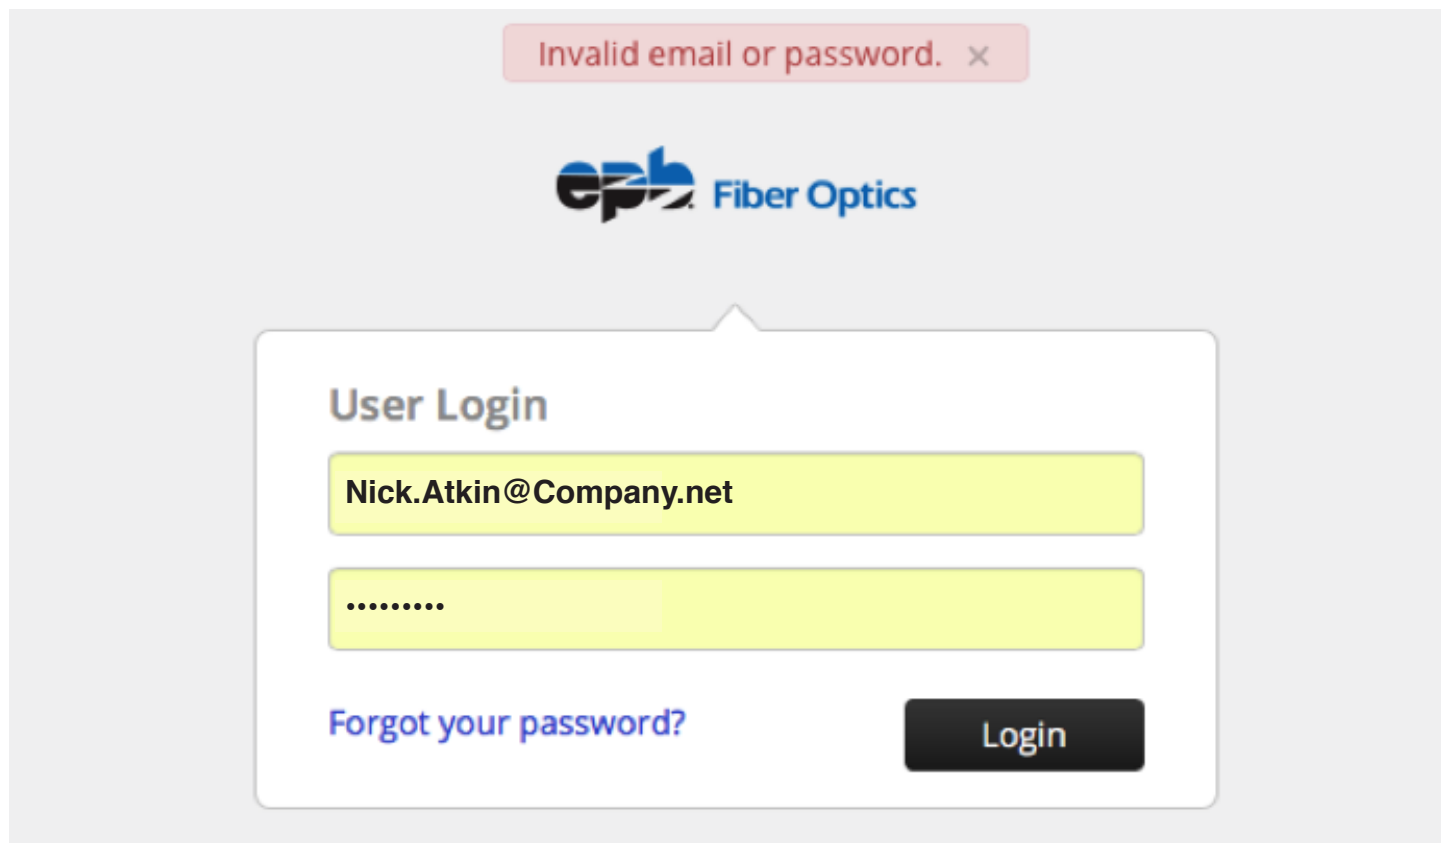 Invalid email or password. ×
epb Fiber Optics
User Login
Nick.Atkin@Company.net
•••••••••
Forgot your password?
Login